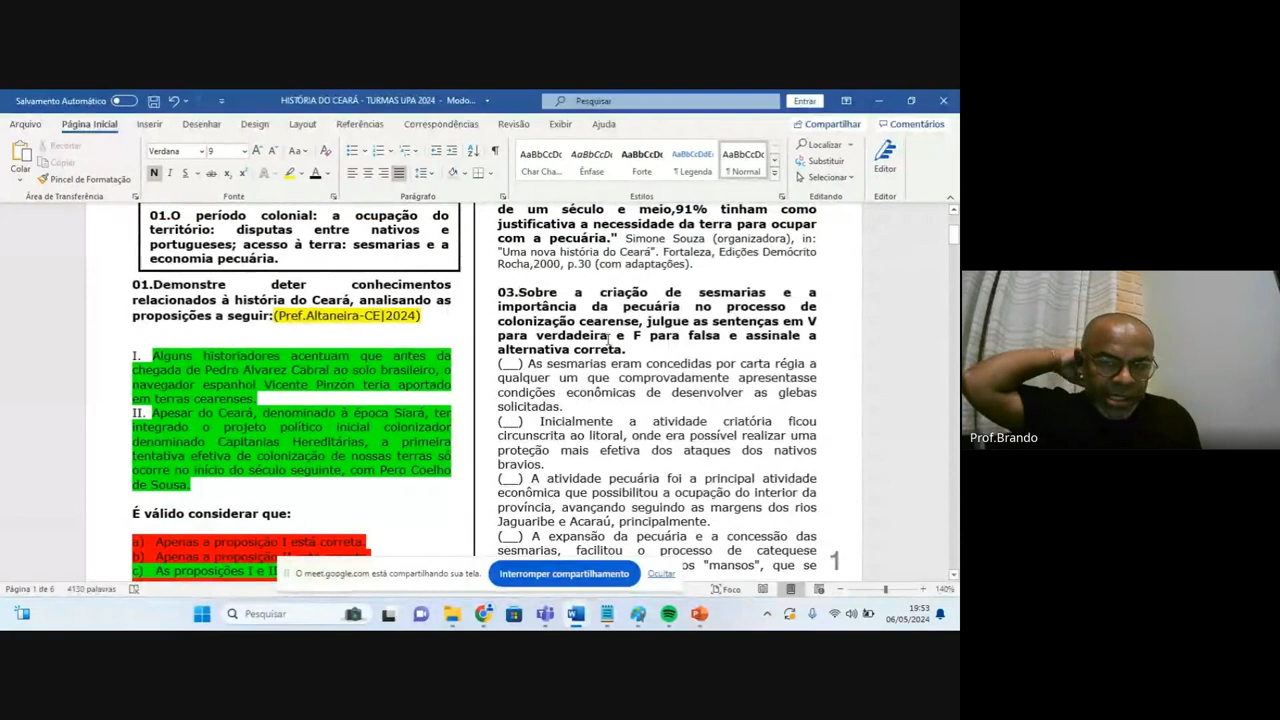 Salvamento Automático
HISTÓRIA DO CEARÁ - TURMAS UPA 2024 - Modo...
Pesquisar
Entrar
Arquivo
Página Inicial
Inserir
Desenhar
Design
Layout
Referências
Correspondências
Revisão
Exibir
Ajuda
Compartilhar
Comentários
Colar
Recortar
Copiar
Pincel de Formatação
Área de Transferência
Verdana
9
Fonte
Parágrafo
AaBbCcDc
Char Cha...
AaBbCcDc
Ênfase
AaBbCcDc
Forte
AaBbCcDdEe
¶ Legenda
AaBbCcDc
¶ Normal
Estilos
Localizar
Substituir
Selecionar
Editando
Editor
Editor
01.O período colonial: a ocupação do
território: disputas entre nativos e
portugueses; acesso à terra: sesmarias e a
economia pecuária.
01.Demonstre deter conhecimentos
relacionados à história do Ceará, analisando as
proposições a seguir:(Pref.Altaneira-CE|2024)
I. Alguns historiadores acentuam que antes da
chegada de Pedro Alvarez Cabral ao solo brasileiro, o
navegador espanhol Vicente Pinzón teria aportado
em terras cearenses.
II. Apesar do Ceará, denominado à época Siará, ter
integrado o projeto político inicial colonizador
denominado Capitanias Hereditárias, a primeira
tentativa efetiva de colonização de nossas terras só
ocorre no início do século seguinte, com Pero Coelho
de Sousa.
É válido considerar que:
a) Apenas a proposição I está correta.
b) Apenas a proposição
c) As proposições I e II
de um século e meio,91% tinham como
justificativa a necessidade da terra para ocupar
com a pecuária." Simone Souza (organizadora), in:
"Uma nova história do Ceará". Fortaleza, Edições Demócrito
Rocha,2000, p.30 (com adaptações).
03.Sobre a criação de sesmarias e a
importância da pecuária no processo de
colonização cearense, julgue as sentenças em V
para verdadeira e F para falsa e assinale a
alternativa correta.
(__) As sesmarias eram concedidas por carta régia a
qualquer um que comprovadamente apresentasse
condições econômicas de desenvolver as glebas
solicitadas.
(__) Inicialmente a atividade criatória ficou
circunscrita ao litoral, onde era possível realizar uma
proteção mais efetiva dos ataques dos nativos
bravios.
(__) A atividade pecuária foi a principal atividade
econômica que possibilitou a ocupação do interior da
província, avançando seguindo as margens dos rios
Jaguaribe e Acaraú, principalmente.
(__) A expansão da pecuária e a concessão das
sesmarias, facilitou o processo de catequese
os "mansos", que se
1
O meet.google.com está compartilhando sua tela.
Interromper compartilhamento
Ocultar
Página 1 de 6
4130 palavras
Foco
140%
Pesquisar
19:53
06/05/2024
Prof.Brando